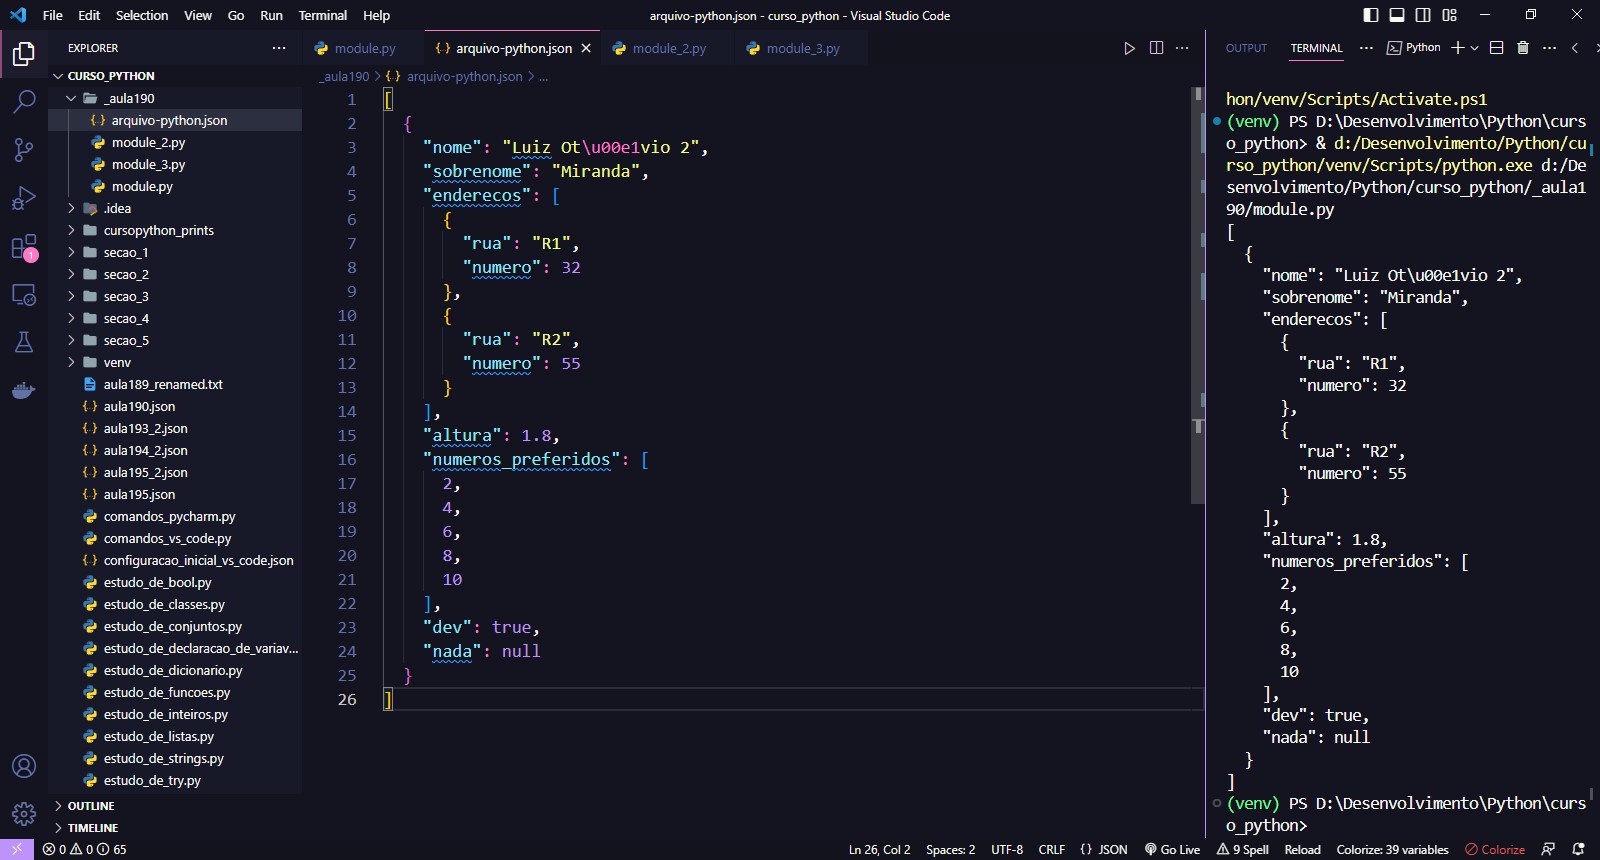 File Edit Selection View Go Run Terminal Help
arquivo-python.json - curso_python - Visual Studio Code
EXPLORER
CURSO_PYTHON
_aula190
arquivo-python.json
module_2.py
module_3.py
module.py
.idea
cursopython_prints
secao_1
secao_2
secao_3
secao_4
secao_5
venv
aula189_renamed.txt
aula190.json
aula193_2.json
aula194_2.json
aula195_2.json
aula195.json
comandos_pycharm.py
comandos_vs_code.py
configuracao_inicial_vs_code.json
estudo_de_bool.py
estudo_de_classes.py
estudo_de_conjuntos.py
estudo_de_declaracao_de_variav...
estudo_de_dicionario.py
estudo_de_funcoes.py
estudo_de_inteiros.py
estudo_de_listas.py
estudo_de_strings.py
estudo_de_try.py
OUTLINE
TIMELINE
1
module.py arquivo-python.json module_2.py module_3.py
_aula190 > {} arquivo-python.json > ...
1 [
2 {
3 "nome": "Luiz Ot\u00e1vio 2",
4 "sobrenome": "Miranda",
5 "enderecos": [
6 {
7 "rua": "R1",
8 "numero": 32
9 },
10 {
11 "rua": "R2",
12 "numero": 55
13 }
14 ],
15 "altura": 1.8,
16 "numeros_preferidos": [
17 2,
18 4,
19 6,
20 8,
21 10
22 ],
23 "dev": true,
24 "nada": null
25 }
26 ]
OUTPUT TERMINAL ... Python
hon/venv/Scripts/Activate.ps1
(venv) PS D:\Desenvolvimento\Python\curs
o_python> & d:/Desenvolvimento/Python/cu
rso_python/venv/Scripts/python.exe d:/De
senvolvimento/Python/curso_python/_aula1
90/module.py
[
{
"nome": "Luiz Ot\u00e1vio 2",
"sobrenome": "Miranda",
"enderecos": [
{
"rua": "R1",
"numero": 32
},
{
"rua": "R2",
"numero": 55
}
],
"altura": 1.8,
"numeros_preferidos": [
2,
4,
6,
8,
10
],
"dev": true,
"nada": null
}
]
(venv) PS D:\Desenvolvimento\Python\curs
o_python>
0 0 65 Ln 26, Col 2 Spaces: 2 UTF-8 CRLF {} JSON Go Live 9 Spell Reload Colorize: 39 variables Colorize